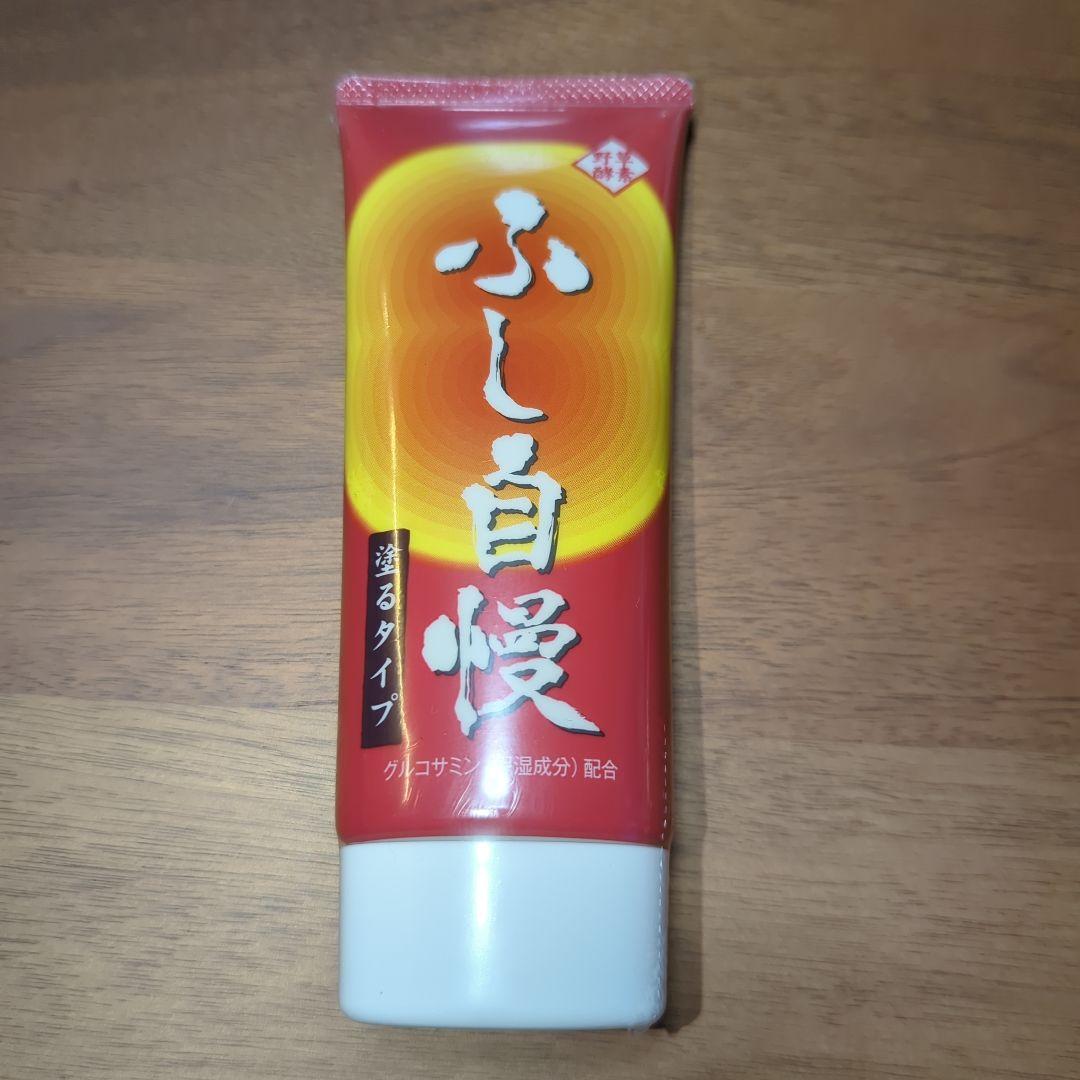 野草
酵素
ふし自慢
塗るタイプ
グルコサミン（保湿成分）配合